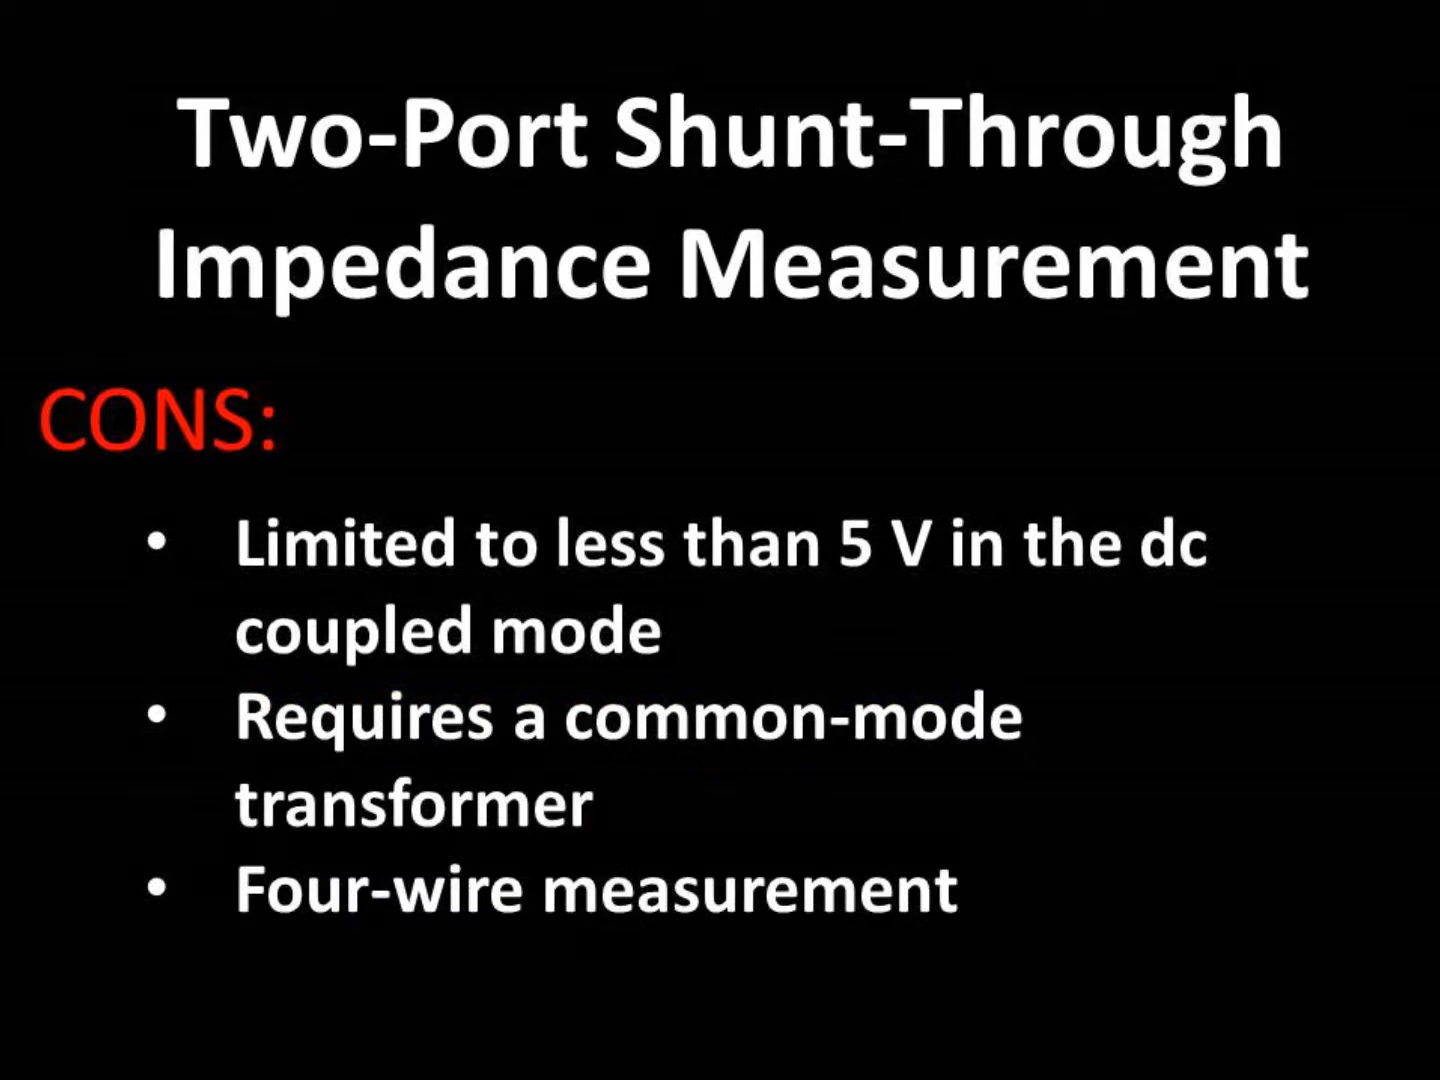 Two-Port Shunt-Through
Impedance Measurement
CONS:
• Limited to less than 5 V in the dc
coupled mode
• Requires a common-mode
transformer
• Four-wire measurement